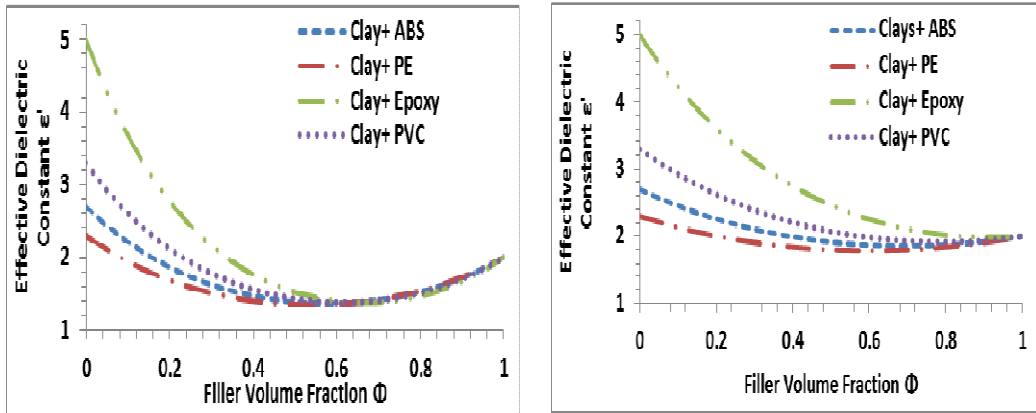 5
4
3
2
1
Effective Dielectric
Constant ε'
Clay+ ABS
Clay+ PE
Clay+ Epoxy
Clay+ PVC
0 0.2 0.4 0.6 0.8 1
Filler Volume Fraction Φ
5
4
3
2
1
Effective Dielectric
Constant ε'
Clays+ ABS
Clay+ PE
Clay+ Epoxy
Clay+ PVC
0 0.2 0.4 0.6 0.8 1
Filler Volume Fraction Φ